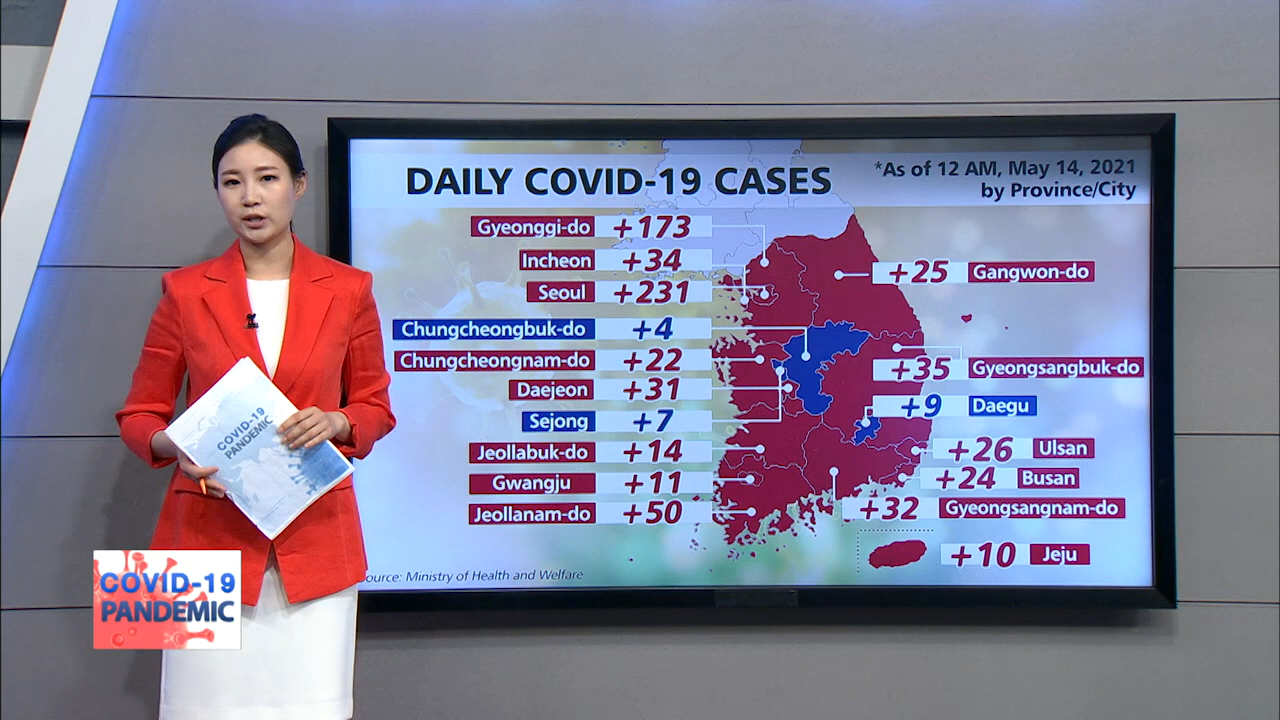 DAILY COVID-19 CASES
*As of 12 AM, May 14, 2021
by Province/City
Gyeonggi-do +173
Incheon +34
Seoul +231
Chungcheongbuk-do +4
Chungcheongnam-do +22
Daejeon +31
Sejong +7
Jeollabuk-do +14
Gwangju +11
Jeollanam-do +50
+25 Gangwon-do
+35 Gyeongsangbuk-do
+9 Daegu
+26 Ulsan
+24 Busan
+32 Gyeongsangnam-do
+10 Jeju
ource: Ministry of Health and Welfare
COVID-19
PANDEMIC
COVID-19
PANDEMIC